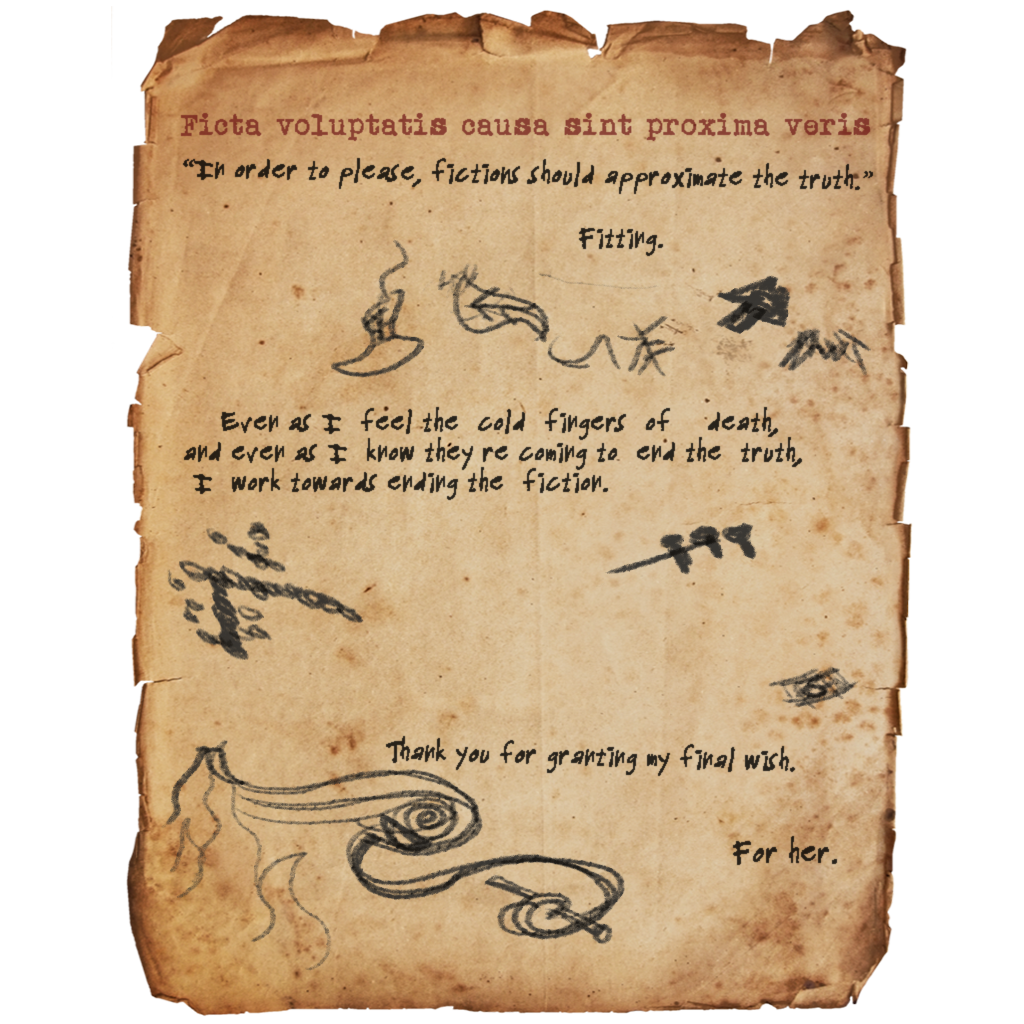 Ficta voluptatis causa sint proxima veris
“In order to please, fictions should approximate the truth.”
Fitting.
Even as I feel the cold fingers of death,
and even as I know they're coming to end the truth,
I work towards ending the fiction.
Thank you for granting my final wish.
For her.